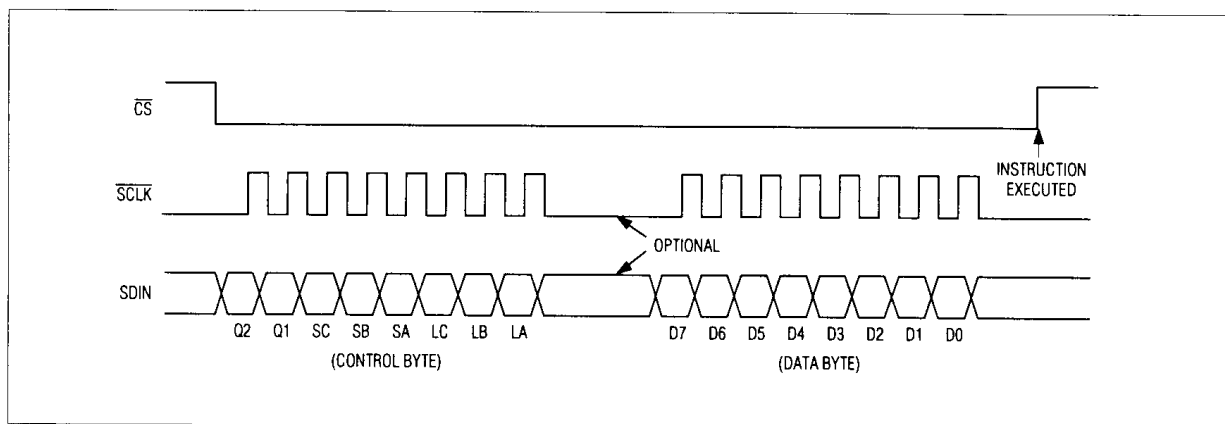 CS
INSTRUCTION
EXECUTED
SCLK
OPTIONAL
SDIN
Q2 Q1 SC SB SA LC LB LA D7 D6 D5 D4 D3 D2 D1 D0
(CONTROL BYTE) (DATA BYTE)